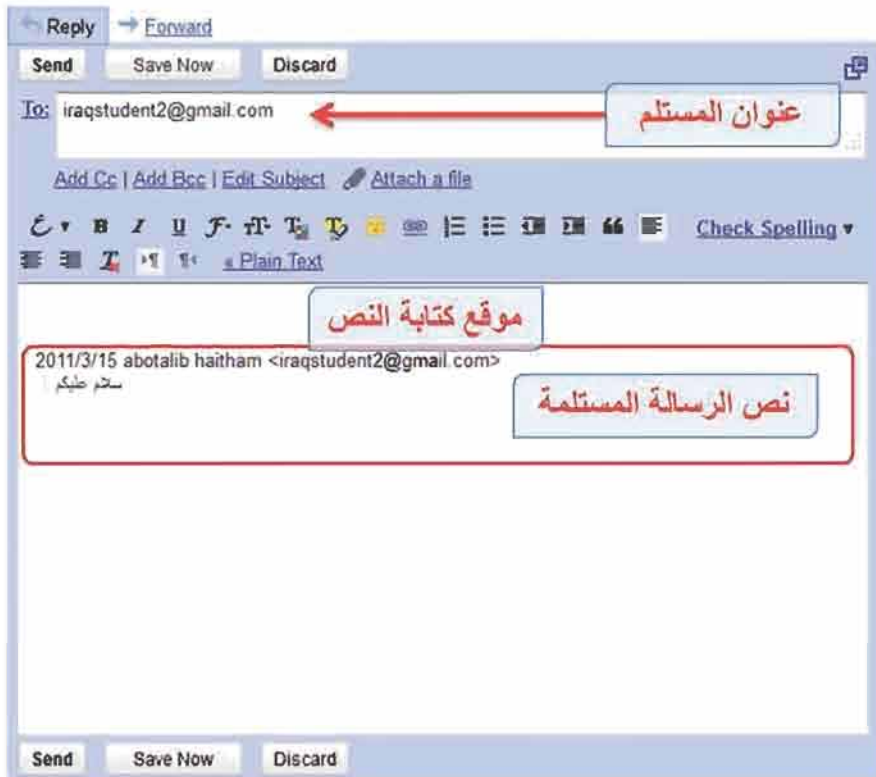 Reply Forward
Send Save Now Discard
To: iraqstudent2@gmail.com
عنوان المستلم
Add Cc | Add Bcc | Edit Subject Attach a file
B I U Check Spelling
« Plain Text
موقع كتابة النص
2011/3/15 abotalib haitham <iraqstudent2@gmail.com>
سلام عليكم
نص الرسالة المستلمة
Send Save Now Discard